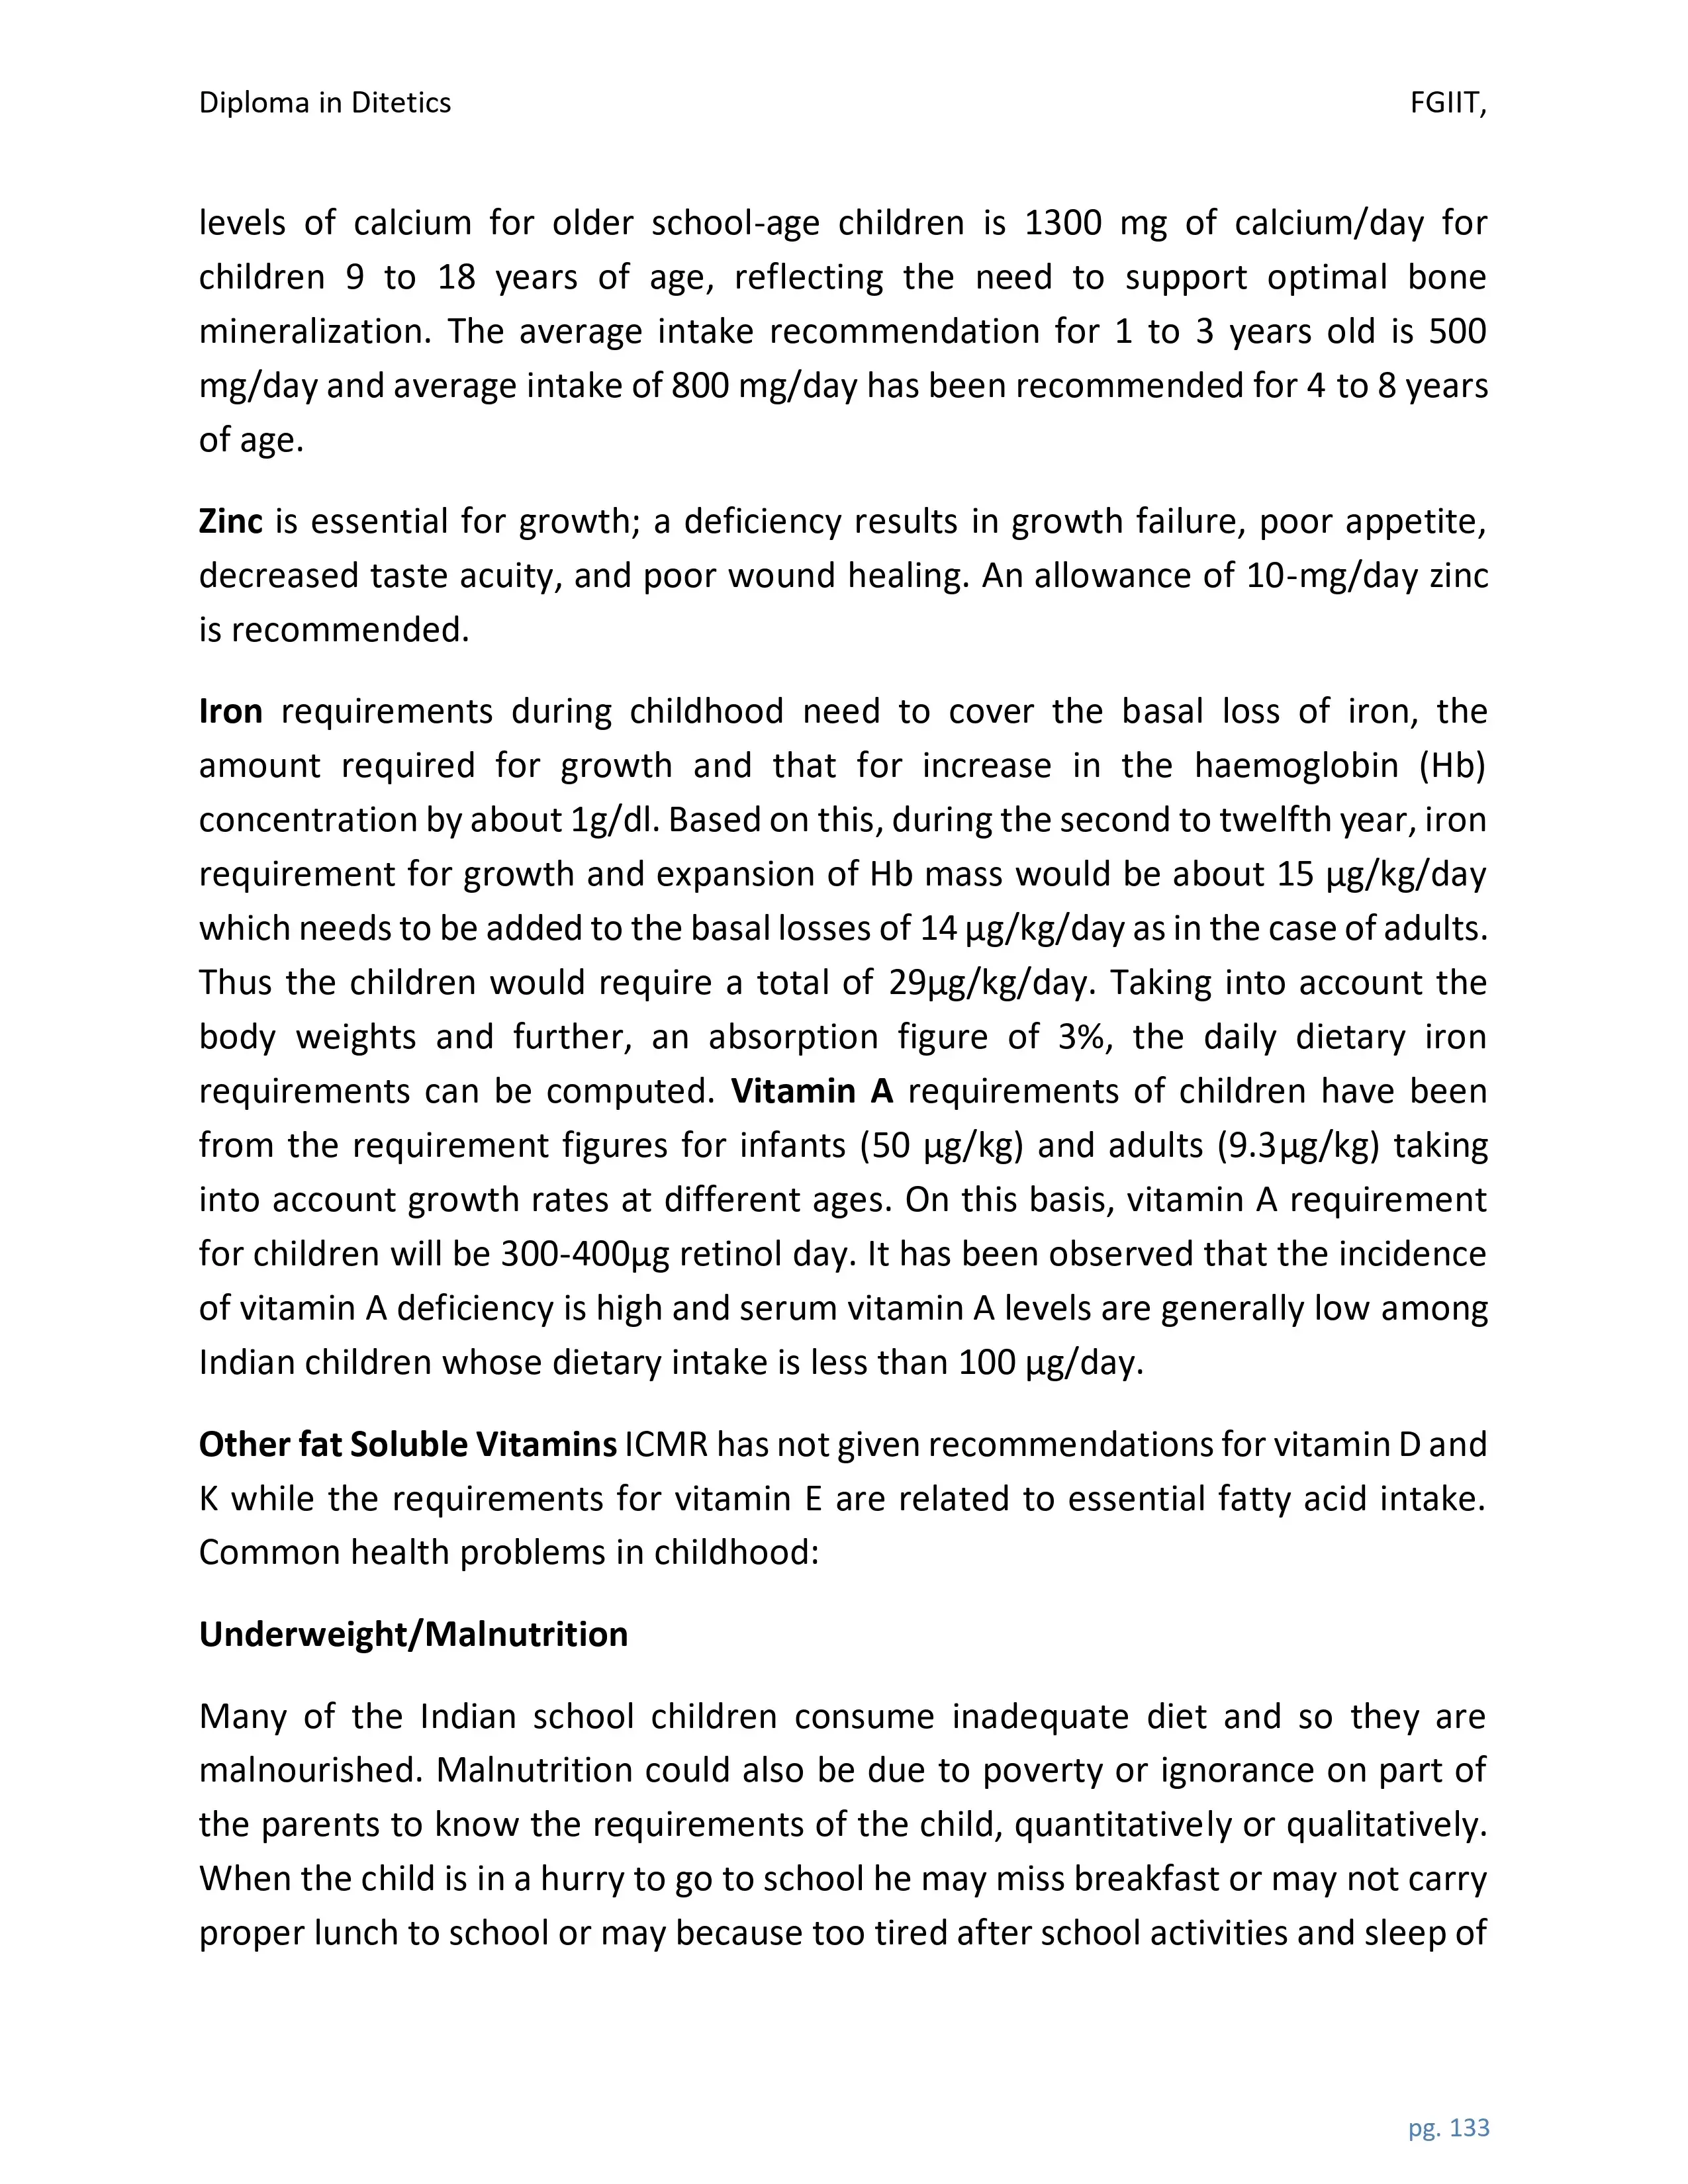 Diploma in Ditetics FGIIT,
levels of calcium for older school-age children is 1300 mg of calcium/day for
children 9 to 18 years of age, reflecting the need to support optimal bone
mineralization. The average intake recommendation for 1 to 3 years old is 500
mg/day and average intake of 800 mg/day has been recommended for 4 to 8 years
of age.
Zinc is essential for growth; a deficiency results in growth failure, poor appetite,
decreased taste acuity, and poor wound healing. An allowance of 10-mg/day zinc
is recommended.
Iron requirements during childhood need to cover the basal loss of iron, the
amount required for growth and that for increase in the haemoglobin (Hb)
concentration by about 1g/dl. Based on this, during the second to twelfth year, iron
requirement for growth and expansion of Hb mass would be about 15 µg/kg/day
which needs to be added to the basal losses of 14 µg/kg/day as in the case of adults.
Thus the children would require a total of 29µg/kg/day. Taking into account the
body weights and further, an absorption figure of 3%, the daily dietary iron
requirements can be computed. Vitamin A requirements of children have been
from the requirement figures for infants (50 µg/kg) and adults (9.3µg/kg) taking
into account growth rates at different ages. On this basis, vitamin A requirement
for children will be 300-400µg retinol day. It has been observed that the incidence
of vitamin A deficiency is high and serum vitamin A levels are generally low among
Indian children whose dietary intake is less than 100 µg/day.
Other fat Soluble Vitamins ICMR has not given recommendations for vitamin D and
K while the requirements for vitamin E are related to essential fatty acid intake.
Common health problems in childhood:
Underweight/Malnutrition
Many of the Indian school children consume inadequate diet and so they are
malnourished. Malnutrition could also be due to poverty or ignorance on part of
the parents to know the requirements of the child, quantitatively or qualitatively.
When the child is in a hurry to go to school he may miss breakfast or may not carry
proper lunch to school or may because too tired after school activities and sleep of
pg. 133